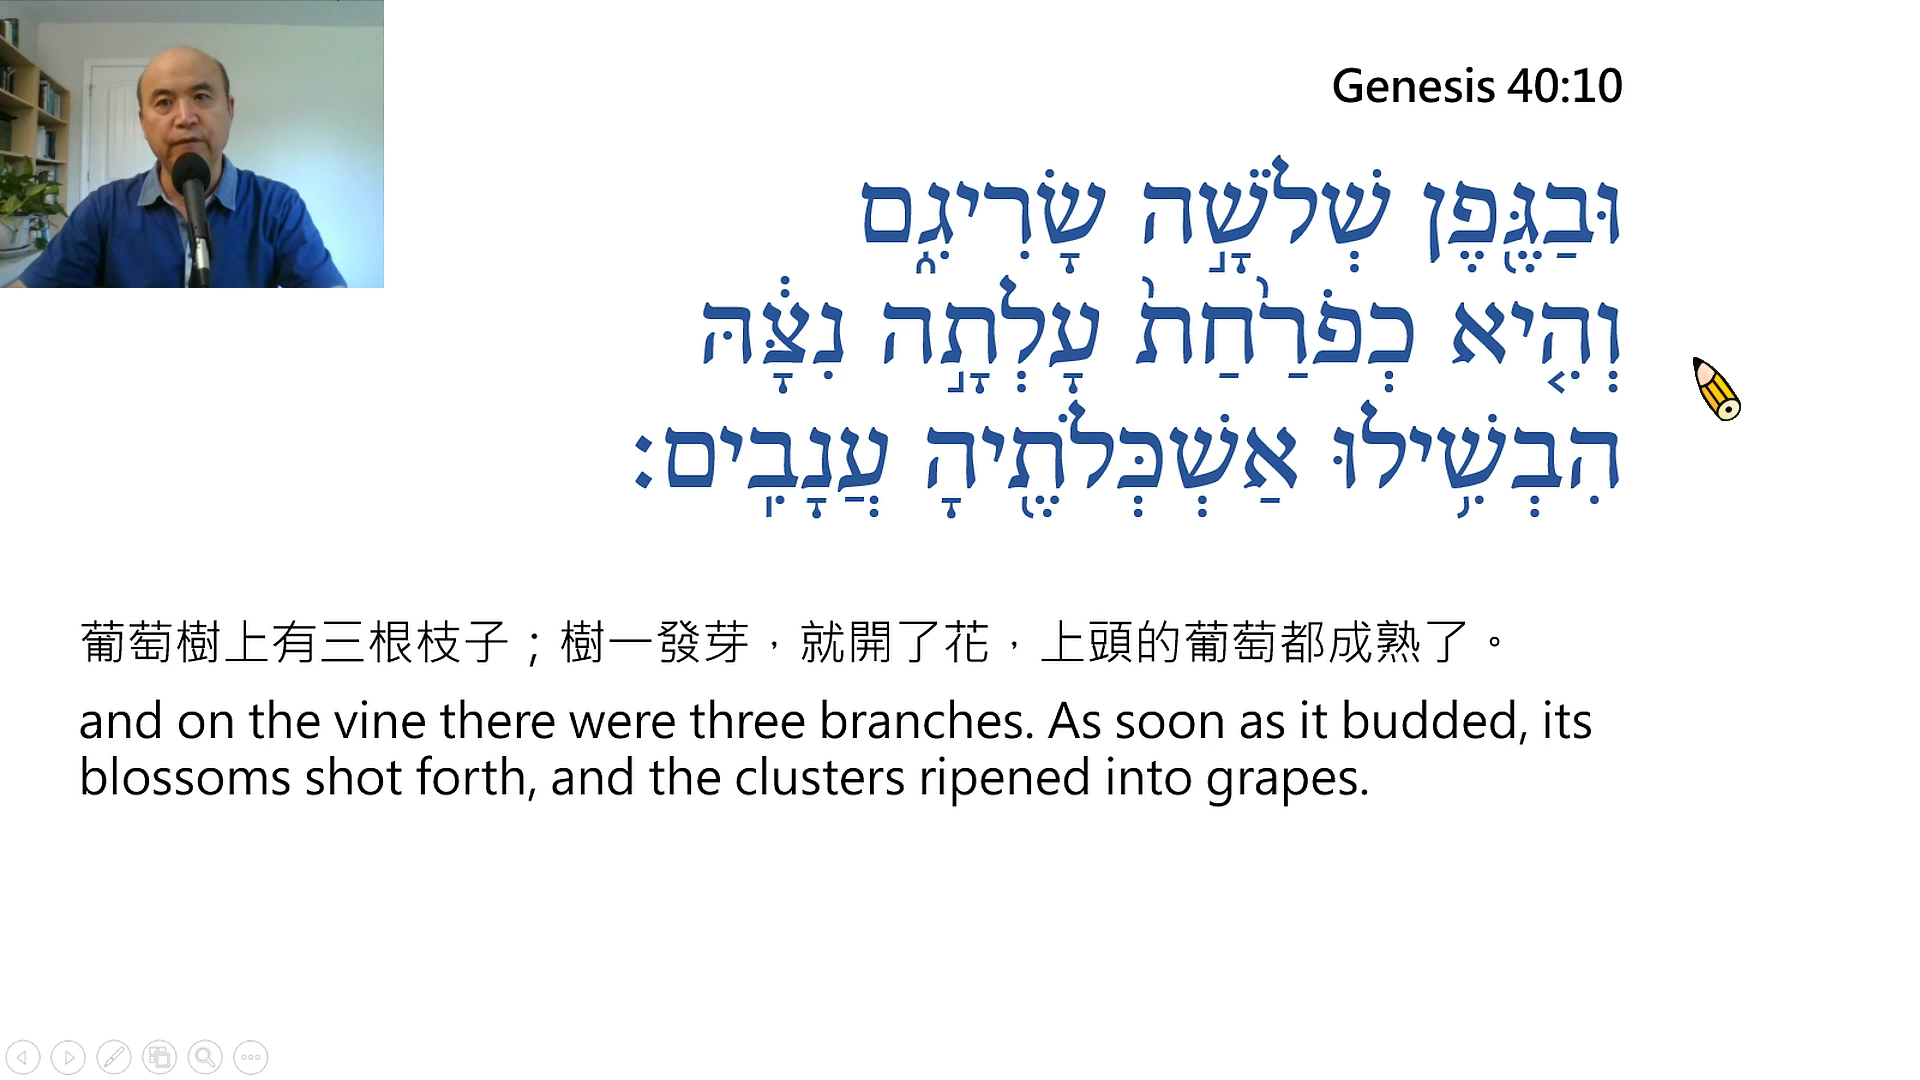 Genesis 40:10
וּבַגֶּ֖פֶן שְׁלֹשָׁ֣ה שָׂרִיגִ֑ם
וְהִ֤יא כְפֹרַ֙חַת֙ עָלְתָ֣ה נִצָּ֔הּ
הִבְשִׁ֥ילוּ אַשְׁכְּלֹתֶ֖יהָ עֲנָבִֽים׃
葡萄樹上有三根枝子；樹一發芽，就開了花，上頭的葡萄都成熟了。
and on the vine there were three branches. As soon as it budded, its
blossoms shot forth, and the clusters ripened into grapes.